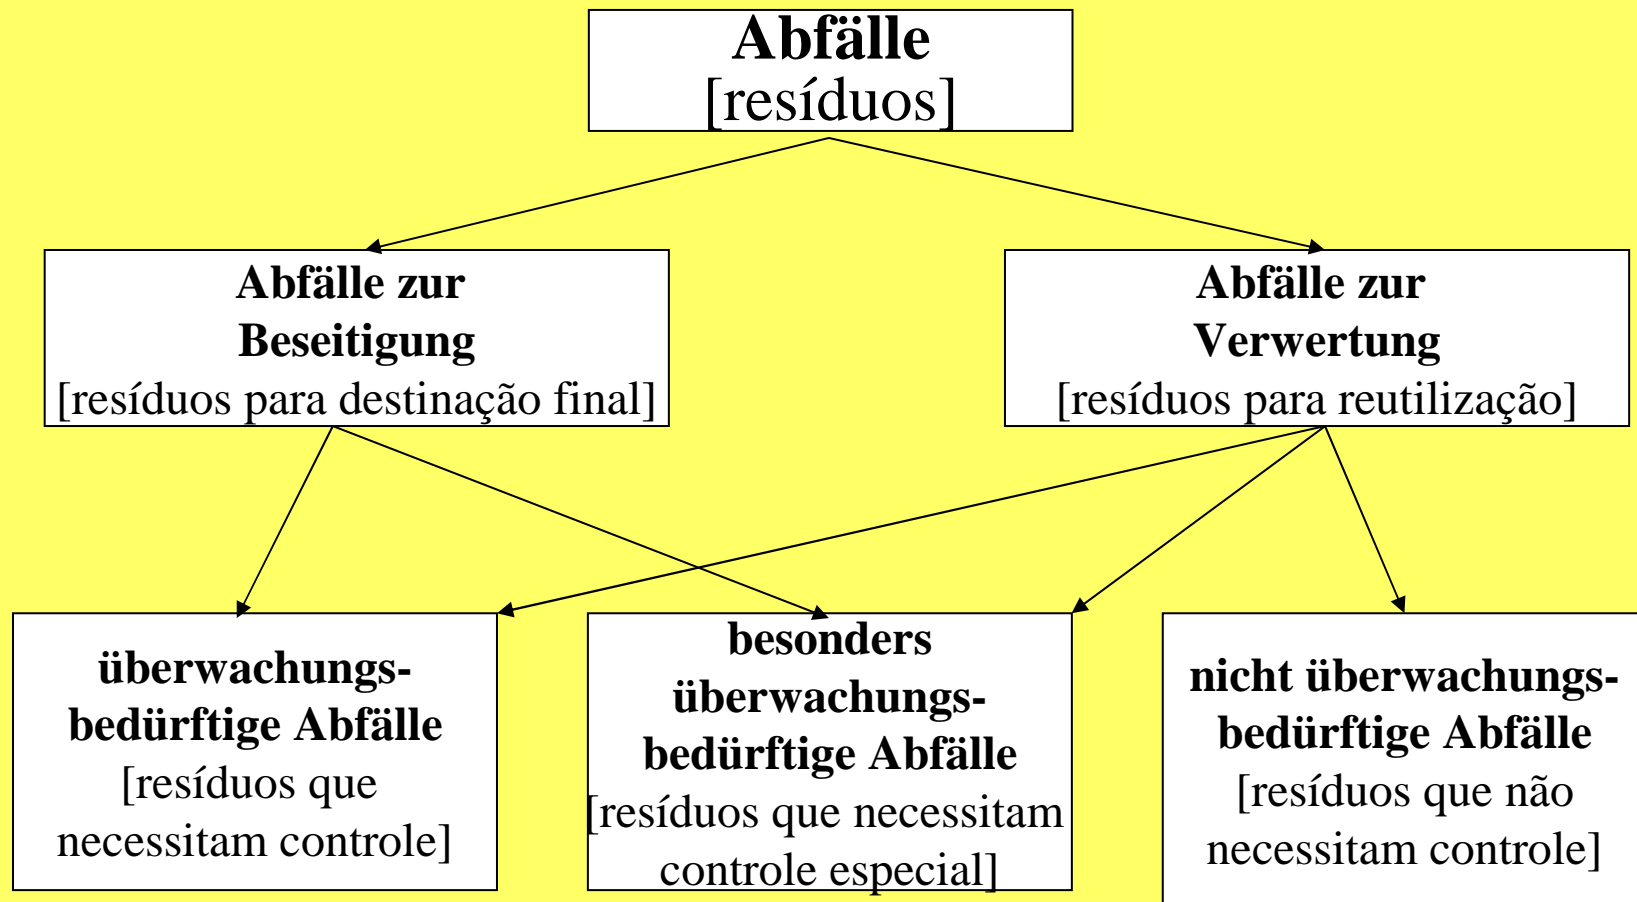 Abfälle
[resíduos]
Abfälle zur
Beseitigung
[resíduos para destinação final]
Abfälle zur
Verwertung
[resíduos para reutilização]
überwachungs-
bedürftige Abfälle
[resíduos que
necessitam controle]
besonders
überwachungs-
bedürftige Abfälle
[resíduos que necessitam
controle especial]
nicht überwachungs-
bedürftige Abfälle
[resíduos que não
necessitam controle]